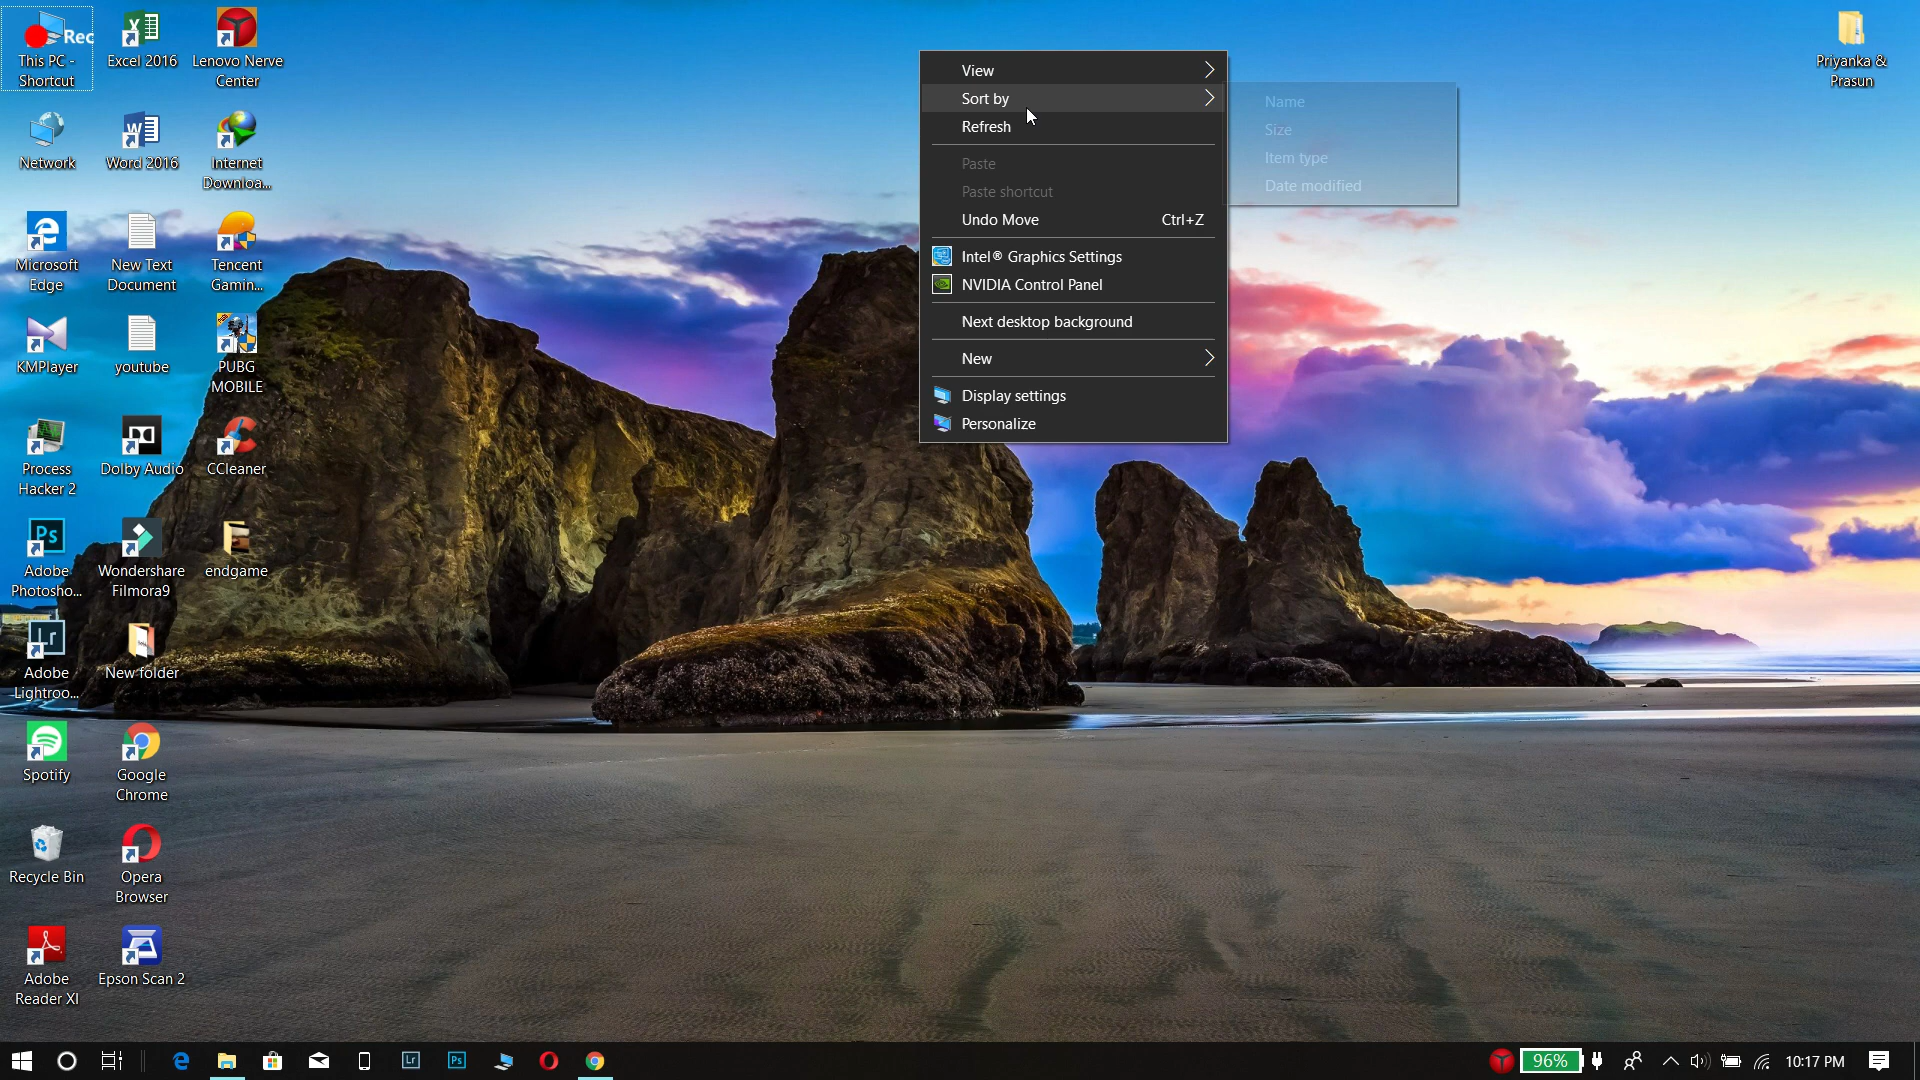 Rec
This PC -
Shortcut
Excel 2016
Lenovo Nerve
Center
Network
Word 2016
Internet
Downloa...
Microsoft
Edge
New Text
Document
Tencent
Gamin...
KMPlayer
youtube
PUBG
MOBILE
Process
Hacker 2
Dolby Audio
CCleaner
Ps
Adobe
Photosho...
Wondershare
Filmora9
endgame
Lr
Adobe
Lightroo...
New folder
Spotify
Google
Chrome
Recycle Bin
Opera
Browser
Adobe
Reader XI
Epson Scan 2
Priyanka &
Prasun
View
Sort by
Refresh
Paste
Paste shortcut
Undo Move Ctrl+Z
Intel® Graphics Settings
NVIDIA Control Panel
Next desktop background
New
Display settings
Personalize
Name
Size
Item type
Date modified
Lr
Ps
96%
10:17 PM